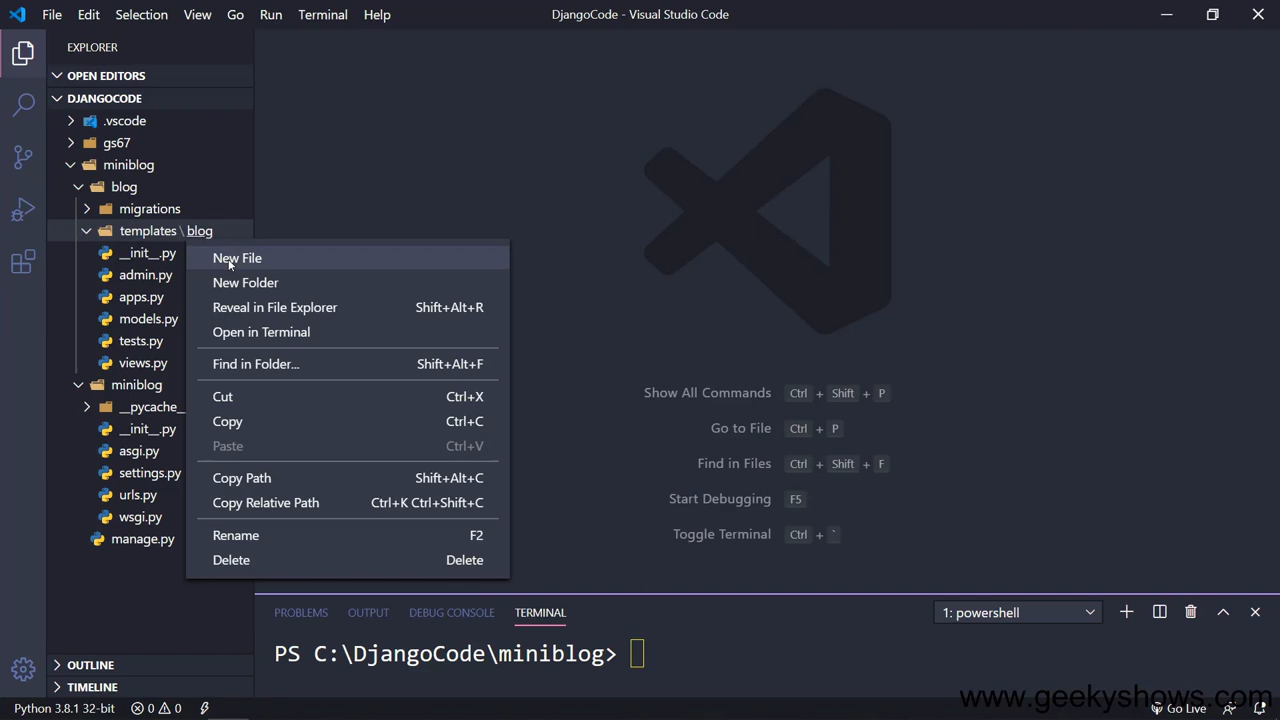 File Edit Selection View Go Run Terminal Help DjangoCode - Visual Studio Code
EXPLORER
OPEN EDITORS
DJANGOCODE
.vscode
gs67
miniblog
blog
migrations
templates \ blog
__init__.py
admin.py
apps.py
models.py
tests.py
views.py
miniblog
__pycache__
__init__.py
asgi.py
settings.py
urls.py
wsgi.py
manage.py
OUTLINE
TIMELINE
New File
New Folder
Reveal in File Explorer Shift+Alt+R
Open in Terminal
Find in Folder... Shift+Alt+F
Cut Ctrl+X
Copy Ctrl+C
Paste Ctrl+V
Copy Path Shift+Alt+C
Copy Relative Path Ctrl+K Ctrl+Shift+C
Rename F2
Delete Delete
Show All Commands Ctrl + Shift + P
Go to File Ctrl + P
Find in Files Ctrl + Shift + F
Start Debugging F5
Toggle Terminal Ctrl + `
PROBLEMS OUTPUT DEBUG CONSOLE TERMINAL 1: powershell
PS C:\DjangoCode\miniblog>
www.geekyshows.com
Python 3.8.1 32-bit 0 0 Go Live